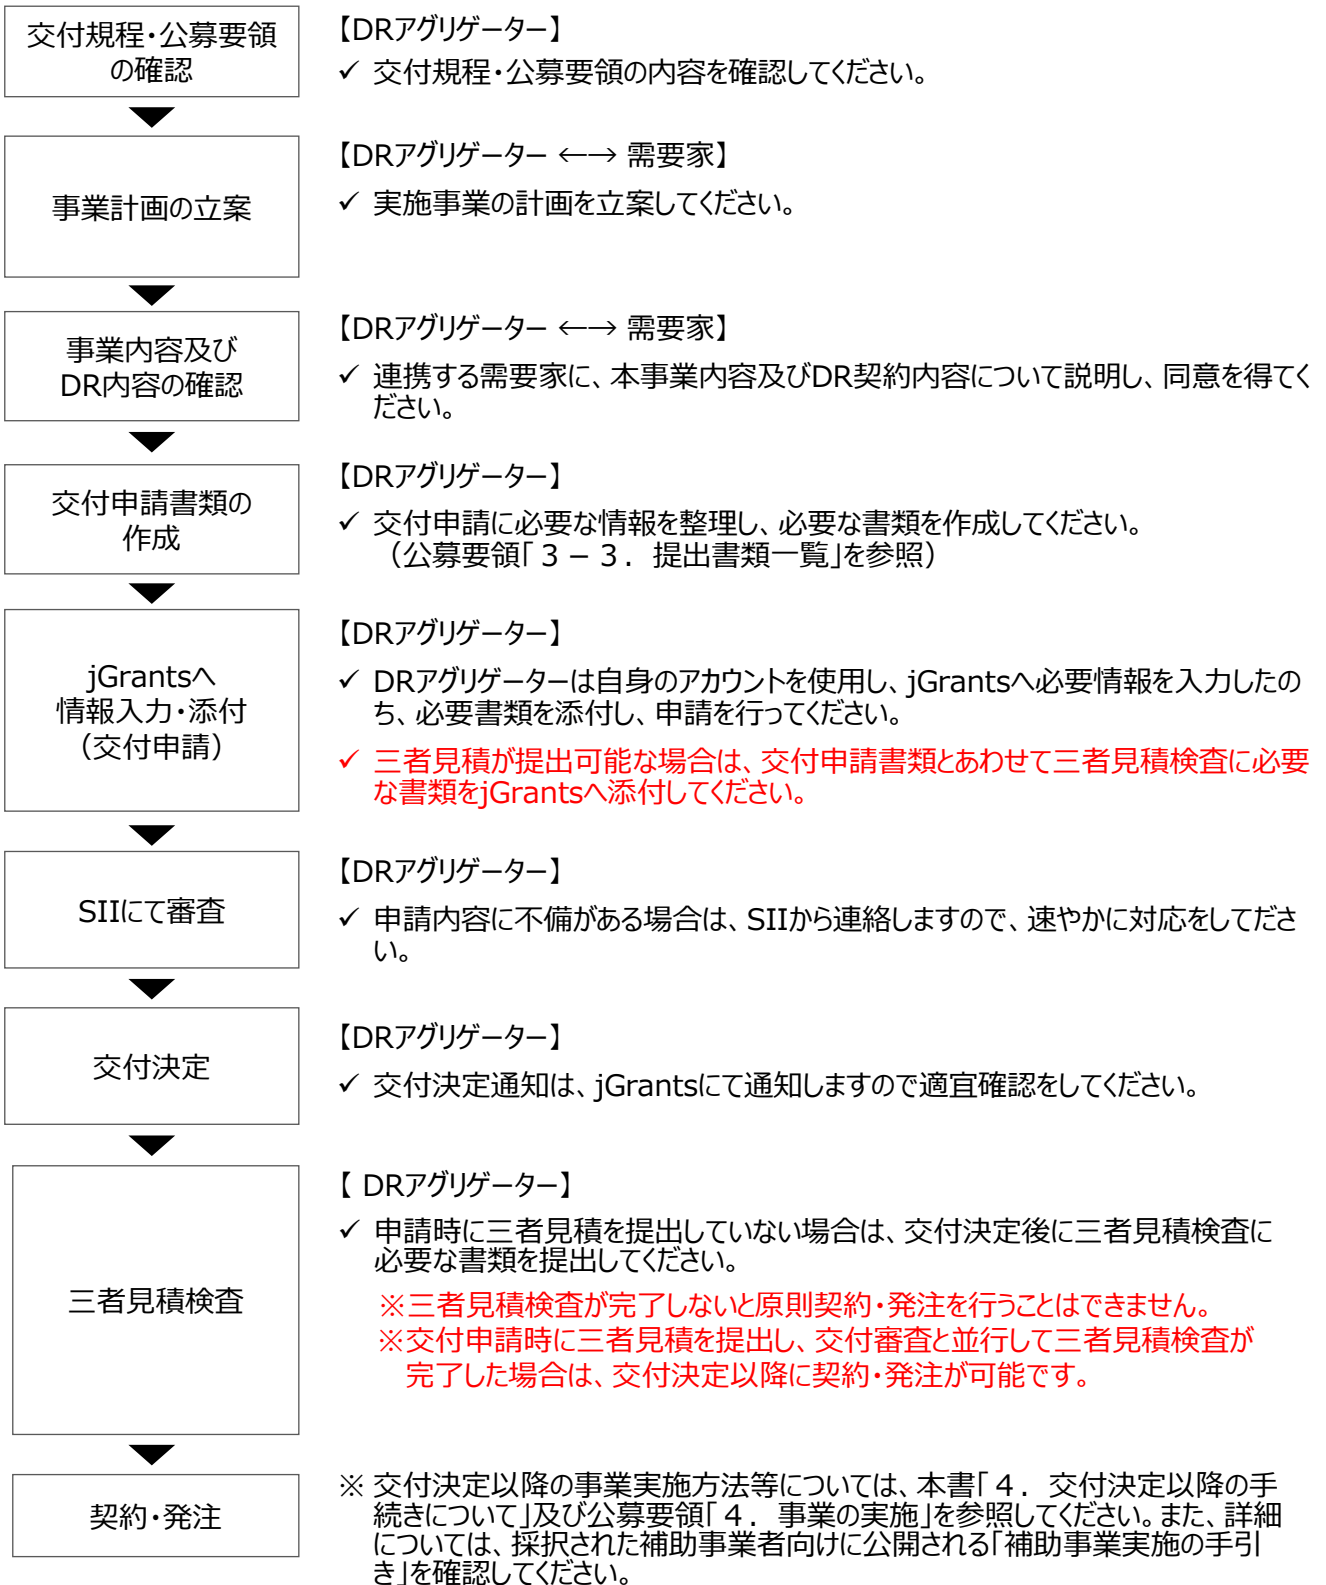 交付規程・公募要領
の確認
【DRアグリゲーター】
✓ 交付規程・公募要領の内容を確認してください。
事業計画の立案
【DRアグリゲーター ←→ 需要家】
✓ 実施事業の計画を立案してください。
事業内容及び
DR内容の確認
【DRアグリゲーター ←→ 需要家】
✓ 連携する需要家に、本事業内容及びDR契約内容について説明し、同意を得てく
ださい。
交付申請書類の
作成
【DRアグリゲーター】
✓ 交付申請に必要な情報を整理し、必要な書類を作成してください。
（公募要領「３－３．提出書類一覧」を参照）
jGrantsへ
情報入力・添付
（交付申請）
【DRアグリゲーター】
✓ DRアグリゲーターは自身のアカウントを使用し、jGrantsへ必要情報を入力したの
ち、必要書類を添付し、申請を行ってください。
✓ 三者見積が提出可能な場合は、交付申請書類とあわせて三者見積検査に必要
な書類をjGrantsへ添付してください。
SIIにて審査
【DRアグリゲーター】
✓ 申請内容に不備がある場合は、SIIから連絡しますので、速やかに対応をしてださ
い。
交付決定
【DRアグリゲーター】
✓ 交付決定通知は、jGrantsにて通知しますので適宜確認をしてください。
三者見積検査
【 DRアグリゲーター】
✓ 申請時に三者見積を提出していない場合は、交付決定後に三者見積検査に
必要な書類を提出してください。
※三者見積検査が完了しないと原則契約・発注を行うことはできません。
※交付申請時に三者見積を提出し、交付審査と並行して三者見積検査が
完了した場合は、交付決定以降に契約・発注が可能です。
契約・発注
※ 交付決定以降の事業実施方法等については、本書「４．交付決定以降の手
続きについて」及び公募要領「４．事業の実施」を参照してください。また、詳細
については、採択された補助事業者向けに公開される「補助事業実施の手引
き」を確認してください。